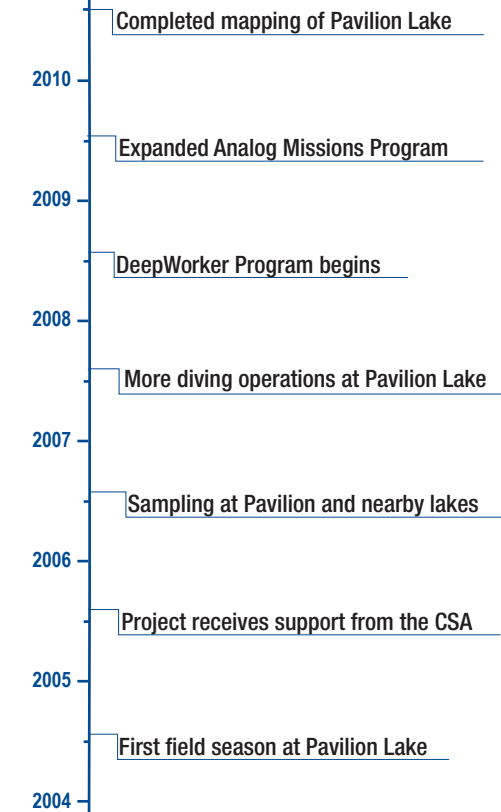 Completed mapping of Pavilion Lake
2010
Expanded Analog Missions Program
2009
DeepWorker Program begins
2008
More diving operations at Pavilion Lake
2007
Sampling at Pavilion and nearby lakes
2006
Project receives support from the CSA
2005
First field season at Pavilion Lake
2004